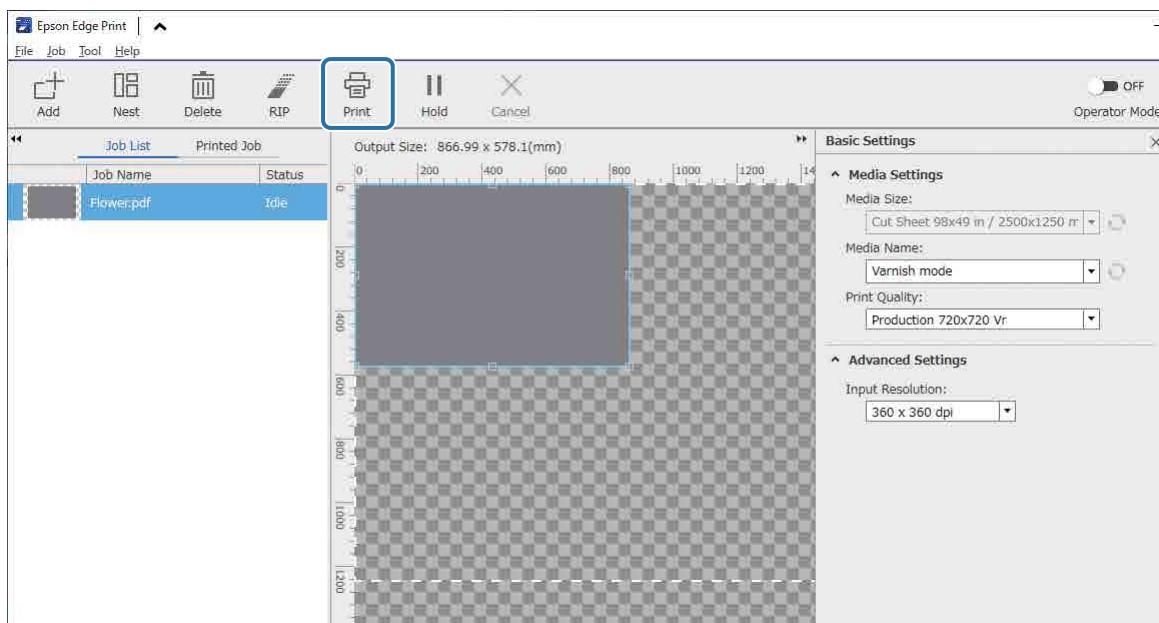 Epson Edge Print
File Job Tool Help
Add Nest Delete RIP Print Hold Cancel
OFF
Operator Mode
Job List Printed Job
Job Name Status
Flower.pdf Idle
Output Size: 866.99 x 578.1(mm)
0 200 400 600 800 1000 1200 14
0
200
400
600
800
1000
1200
Basic Settings
Media Settings
Media Size:
Cut Sheet 98x49 in / 2500x1250 m
Media Name:
Varnish mode
Print Quality:
Production 720x720 Vr
Advanced Settings
Input Resolution:
360 x 360 dpi